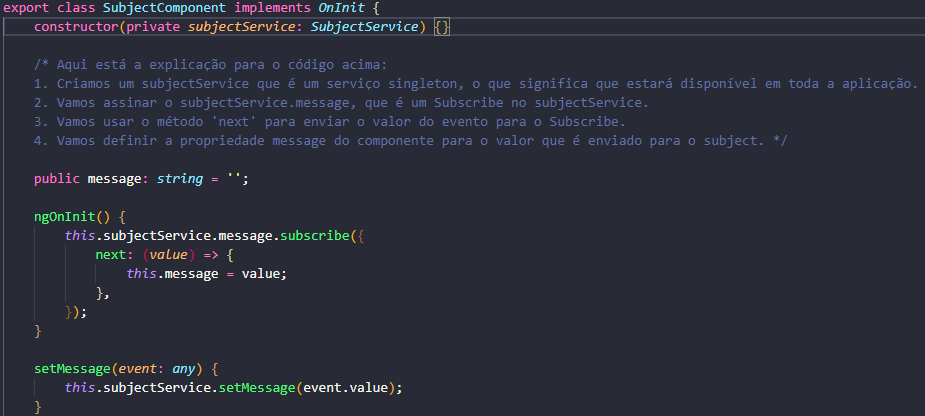 export class SubjectComponent implements OnInit {
constructor(private subjectService: SubjectService) {}
/* Aqui está a explicação para o código acima:
1. Criamos um subjectService que é um serviço singleton, o que significa que estará disponível em toda a aplicação.
2. Vamos assinar o subjectService.message, que é um Subscribe no subjectService.
3. Vamos usar o método 'next' para enviar o valor do evento para o Subscribe.
4. Vamos definir a propriedade message do componente para o valor que é enviado para o subject. */
public message: string = '';
ngOnInit() {
this.subjectService.message.subscribe({
next: (value) => {
this.message = value;
},
});
}
setMessage(event: any) {
this.subjectService.setMessage(event.value);
}